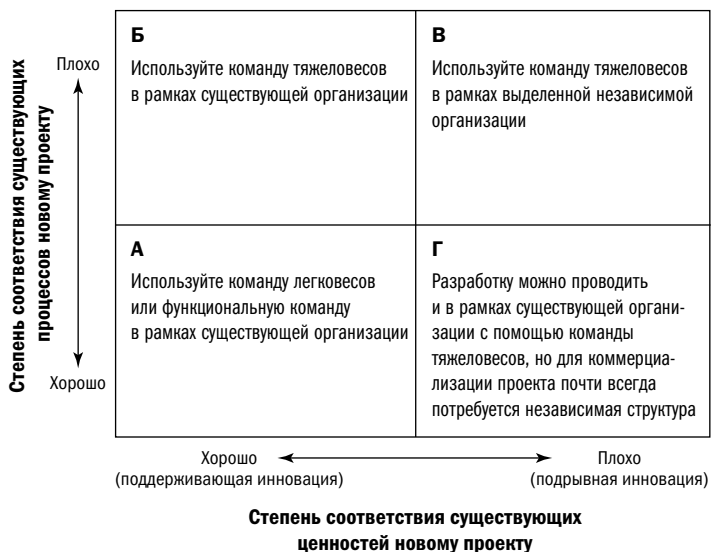 Степень соответствия существующих
процессов новому проекту
Плохо
Хорошо
Б
Используйте команду тяжеловесов
в рамках существующей организации
В
Используйте команду тяжеловесов
в рамках выделенной независимой
организации
А
Используйте команду легковесов
или функциональную команду
в рамках существующей организации
Г
Разработку можно проводить
и в рамках существующей органи-
зации с помощью команды
тяжеловесов, но для коммерциа-
лизации проекта почти всегда
потребуется независимая структура
Хорошо
(поддерживающая инновация)
Плохо
(подрывная инновация)
Степень соответствия существующих
ценностей новому проекту